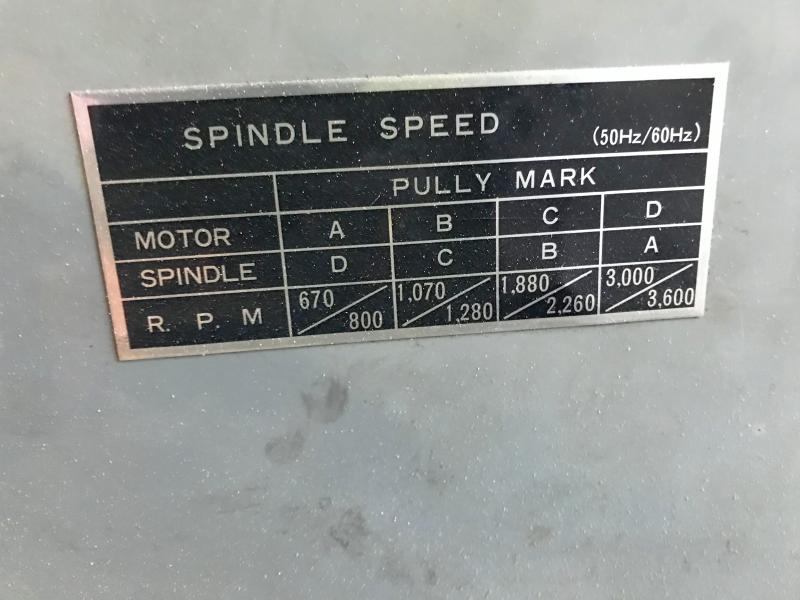 SPINDLE SPEED (50Hz/60Hz)
PULLY MARK
MOTOR A B C D
SPINDLE D C B A
R. P. M 670/800 1,070/1,280 1,880/2,260 3,000/3,600